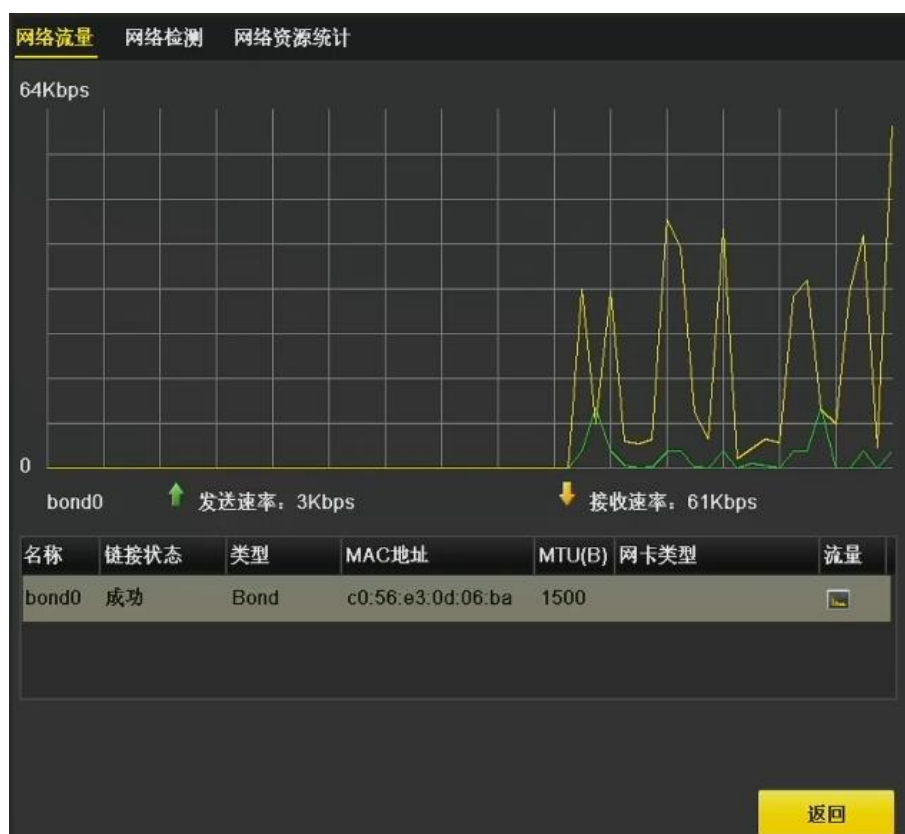 网络流量 网络检测 网络资源统计
64Kbps
0
bond0 发送速率：3Kbps 接收速率：61Kbps
名称 链接状态 类型 MAC地址 MTU(B) 网卡类型 流量
bond0 成功 Bond c0:56:e3:0d:06:ba 1500
返回